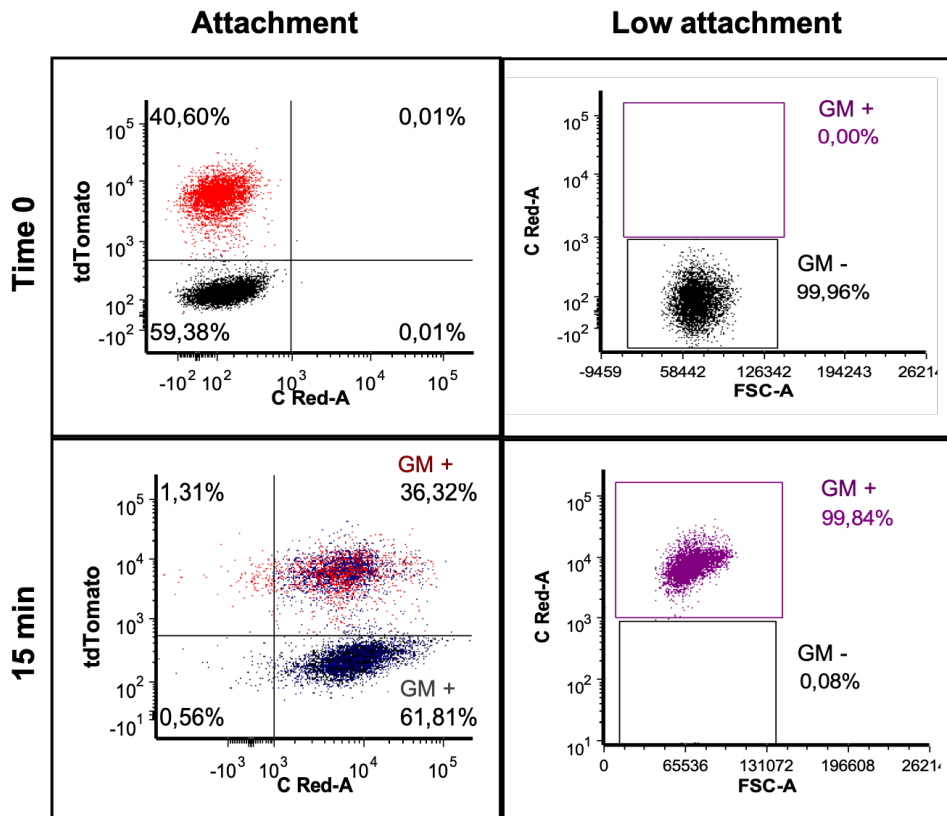 Attachment
Low attachment
Time 0
40,60%
0,01%
10^5
10^4
10^3
10^2
-10^2
tdTomato
59,38%
0,01%
-10^2 10^2 10^3 10^4 10^5
C Red-A
GM +
0,00%
10^5
10^4
10^3
10^2
-10^2
C Red-A
GM -
99,96%
-9459 58442 126342 194243 26214
FSC-A
15 min
GM +
1,31%
36,32%
10^5
10^4
10^3
10^2
-10^1
tdTomato
GM +
0,56%
61,81%
-10^3 10^3 10^4 10^5
C Red-A
GM +
99,84%
10^5
10^4
10^3
10^2
10^1
C Red-A
GM -
0,08%
0 65536 131072 196608 26214
FSC-A